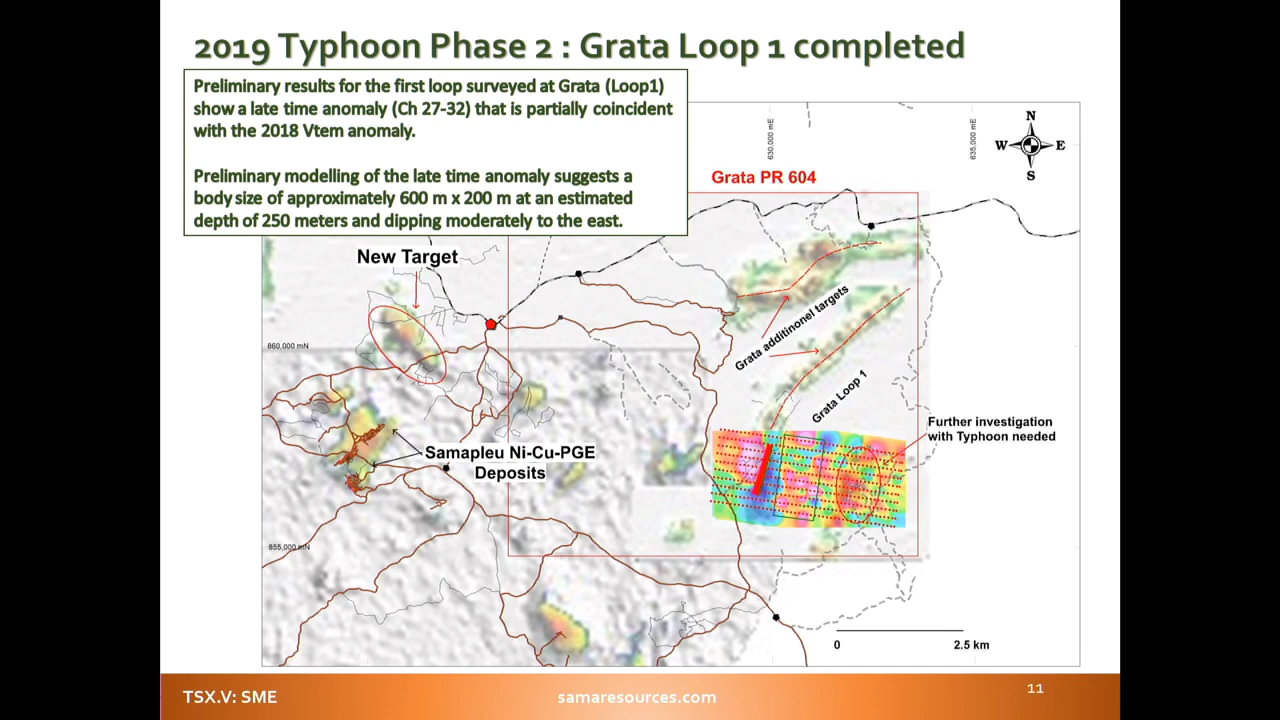 2019 Typhoon Phase 2 : Grata Loop 1 completed
Preliminary results for the first loop surveyed at Grata (Loop1)
show a late time anomaly (Ch 27-32) that is partially coincident
with the 2018 Vtem anomaly.
Preliminary modelling of the late time anomaly suggests a
body size of approximately 600 m x 200 m at an estimated
depth of 250 meters and dipping moderately to the east.
630,000 mE
635,000 mE
N
W
E
S
Grata PR 604
New Target
Grata additinonel targets
860,000 mN
Grata Loop 1
Further investigation
with Typhoon needed
Samapleu Ni-Cu-PGE
Deposits
855,000 mN
0
2.5 km
TSX.V: SME
samaresources.com
11